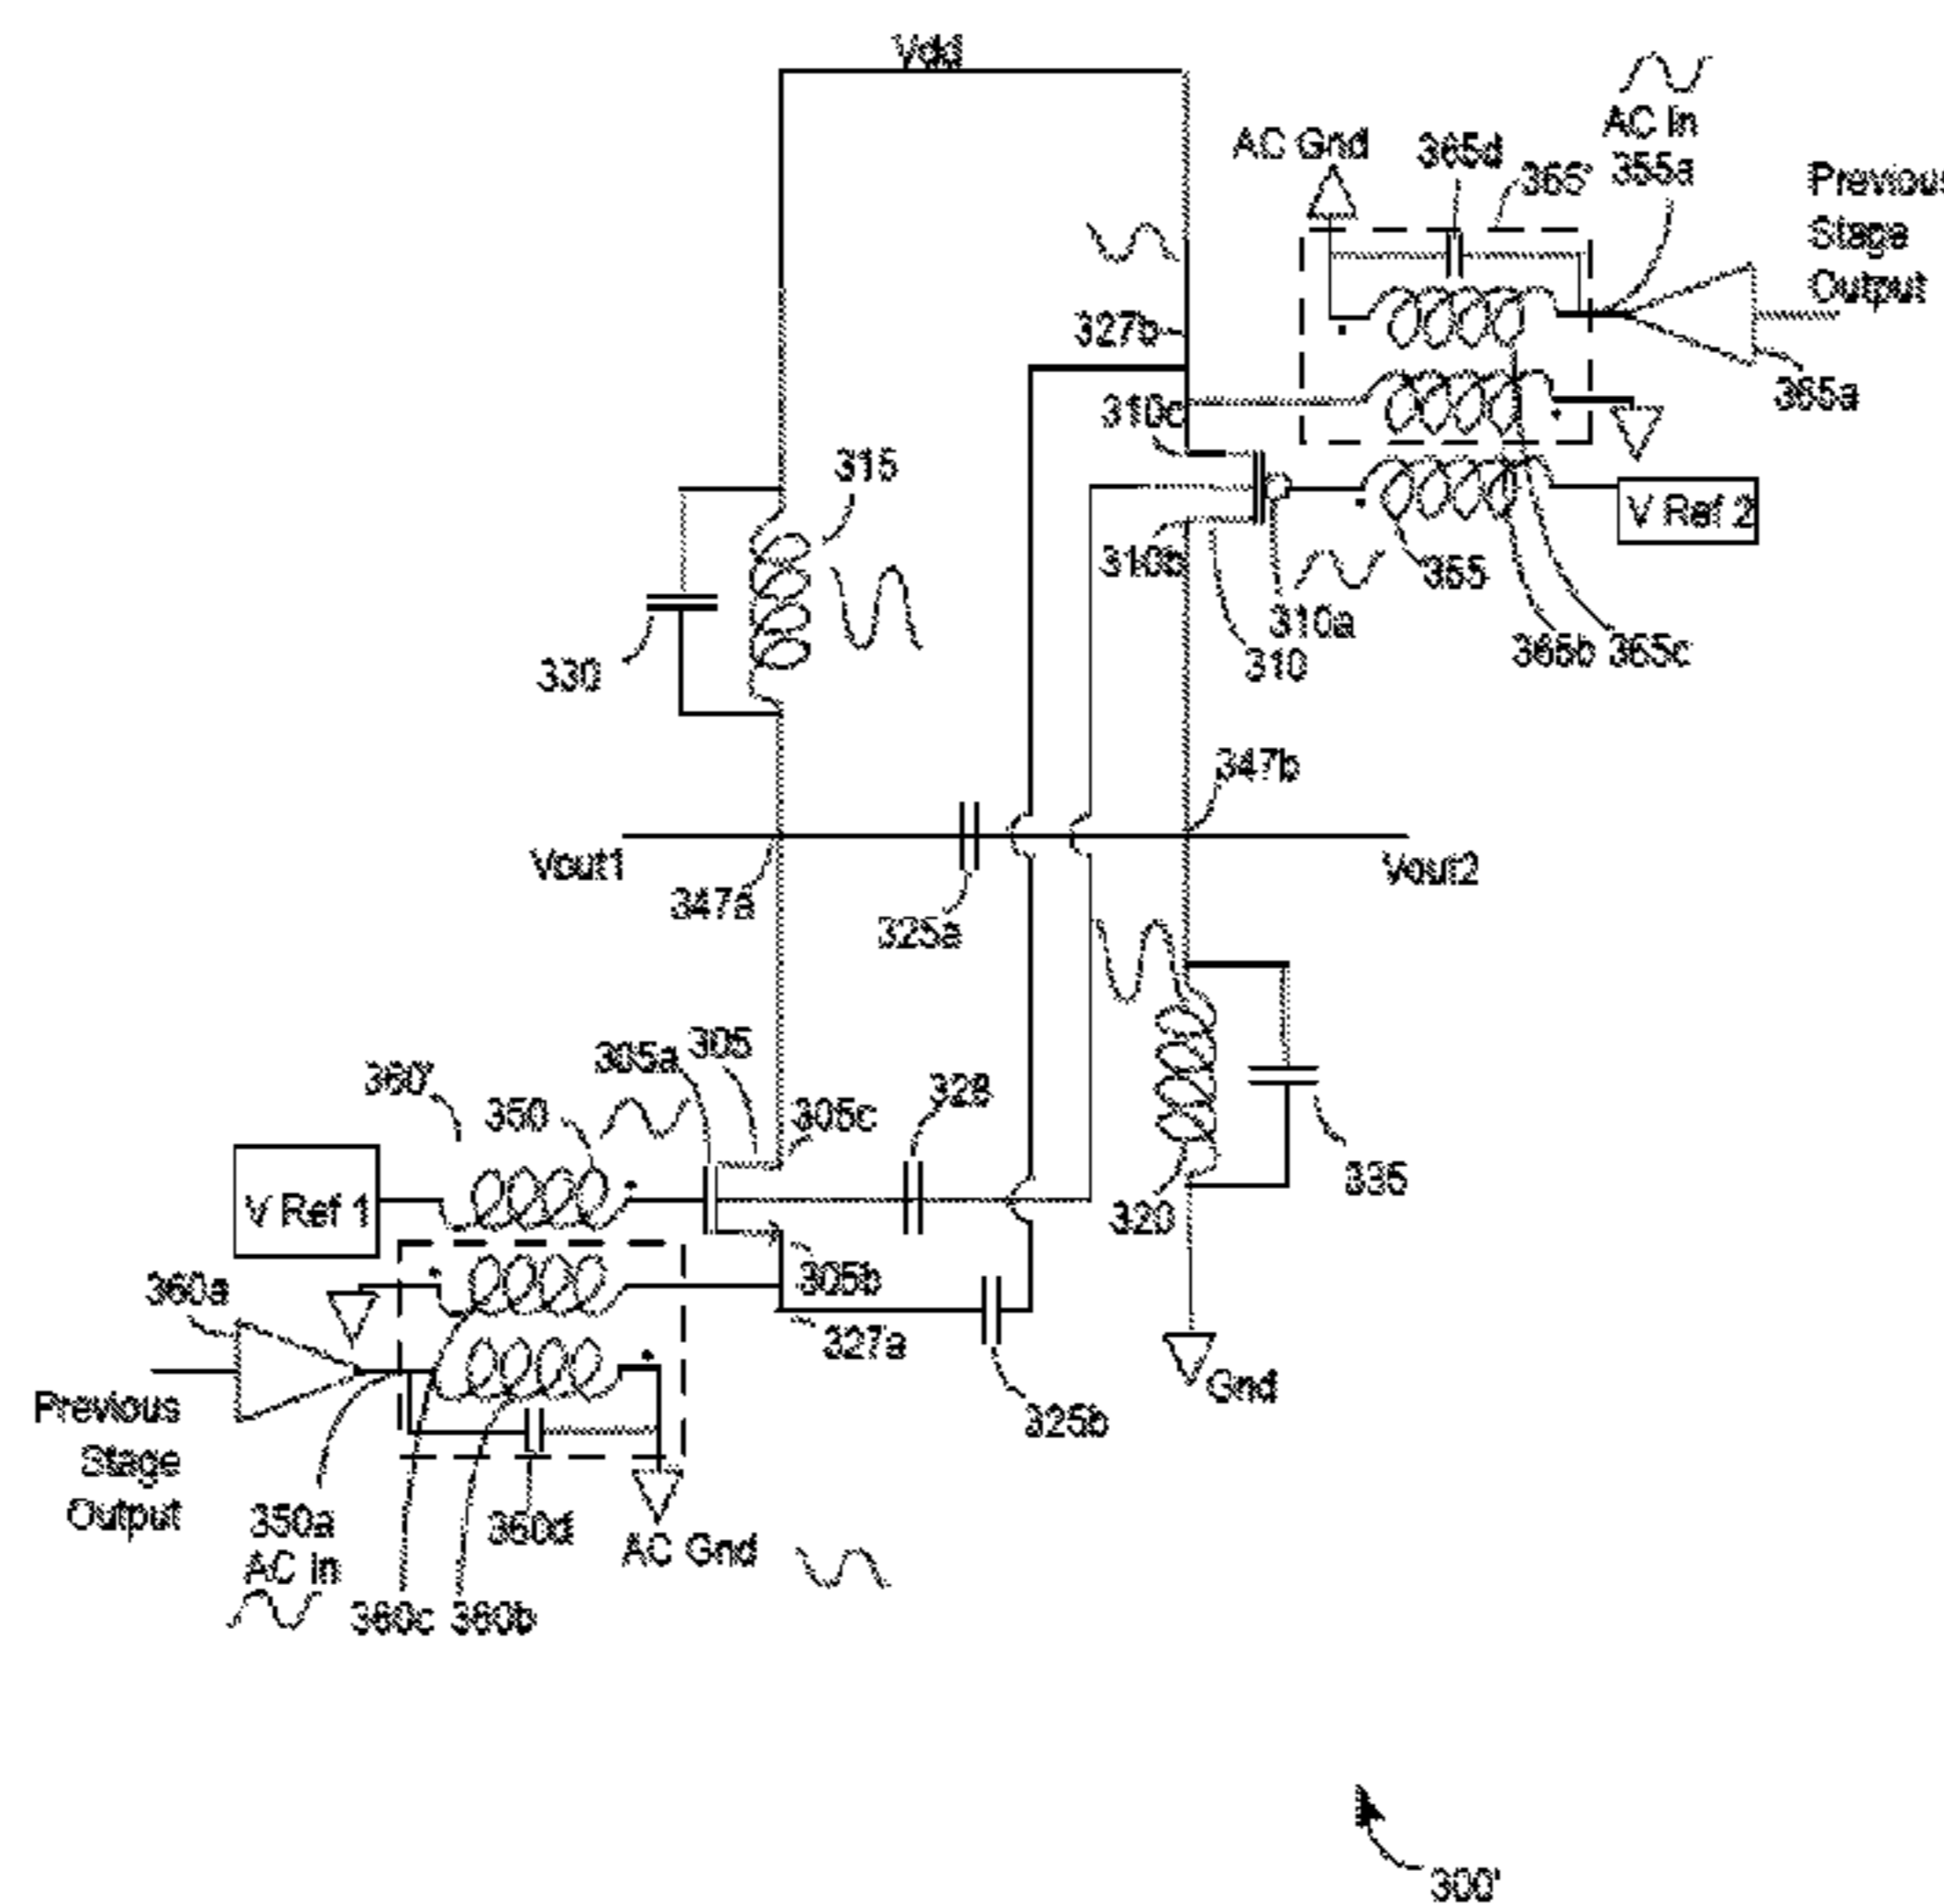 Vdd
AC In
AC Gnd
365d
365'
355a
Previous
Stage
Output
327b
310c
365a
315
V Ref 2
310b
355
310a
330
310
365b 365c
347b
Vout1
Vout2
347a
325a
305
305a
360'
350
305c
328
335
V Ref 1
320
305b
360a
327a
Gnd
325b
Previous
Stage
Output
350a
360d
AC Gnd
AC In
360c 360b
300'